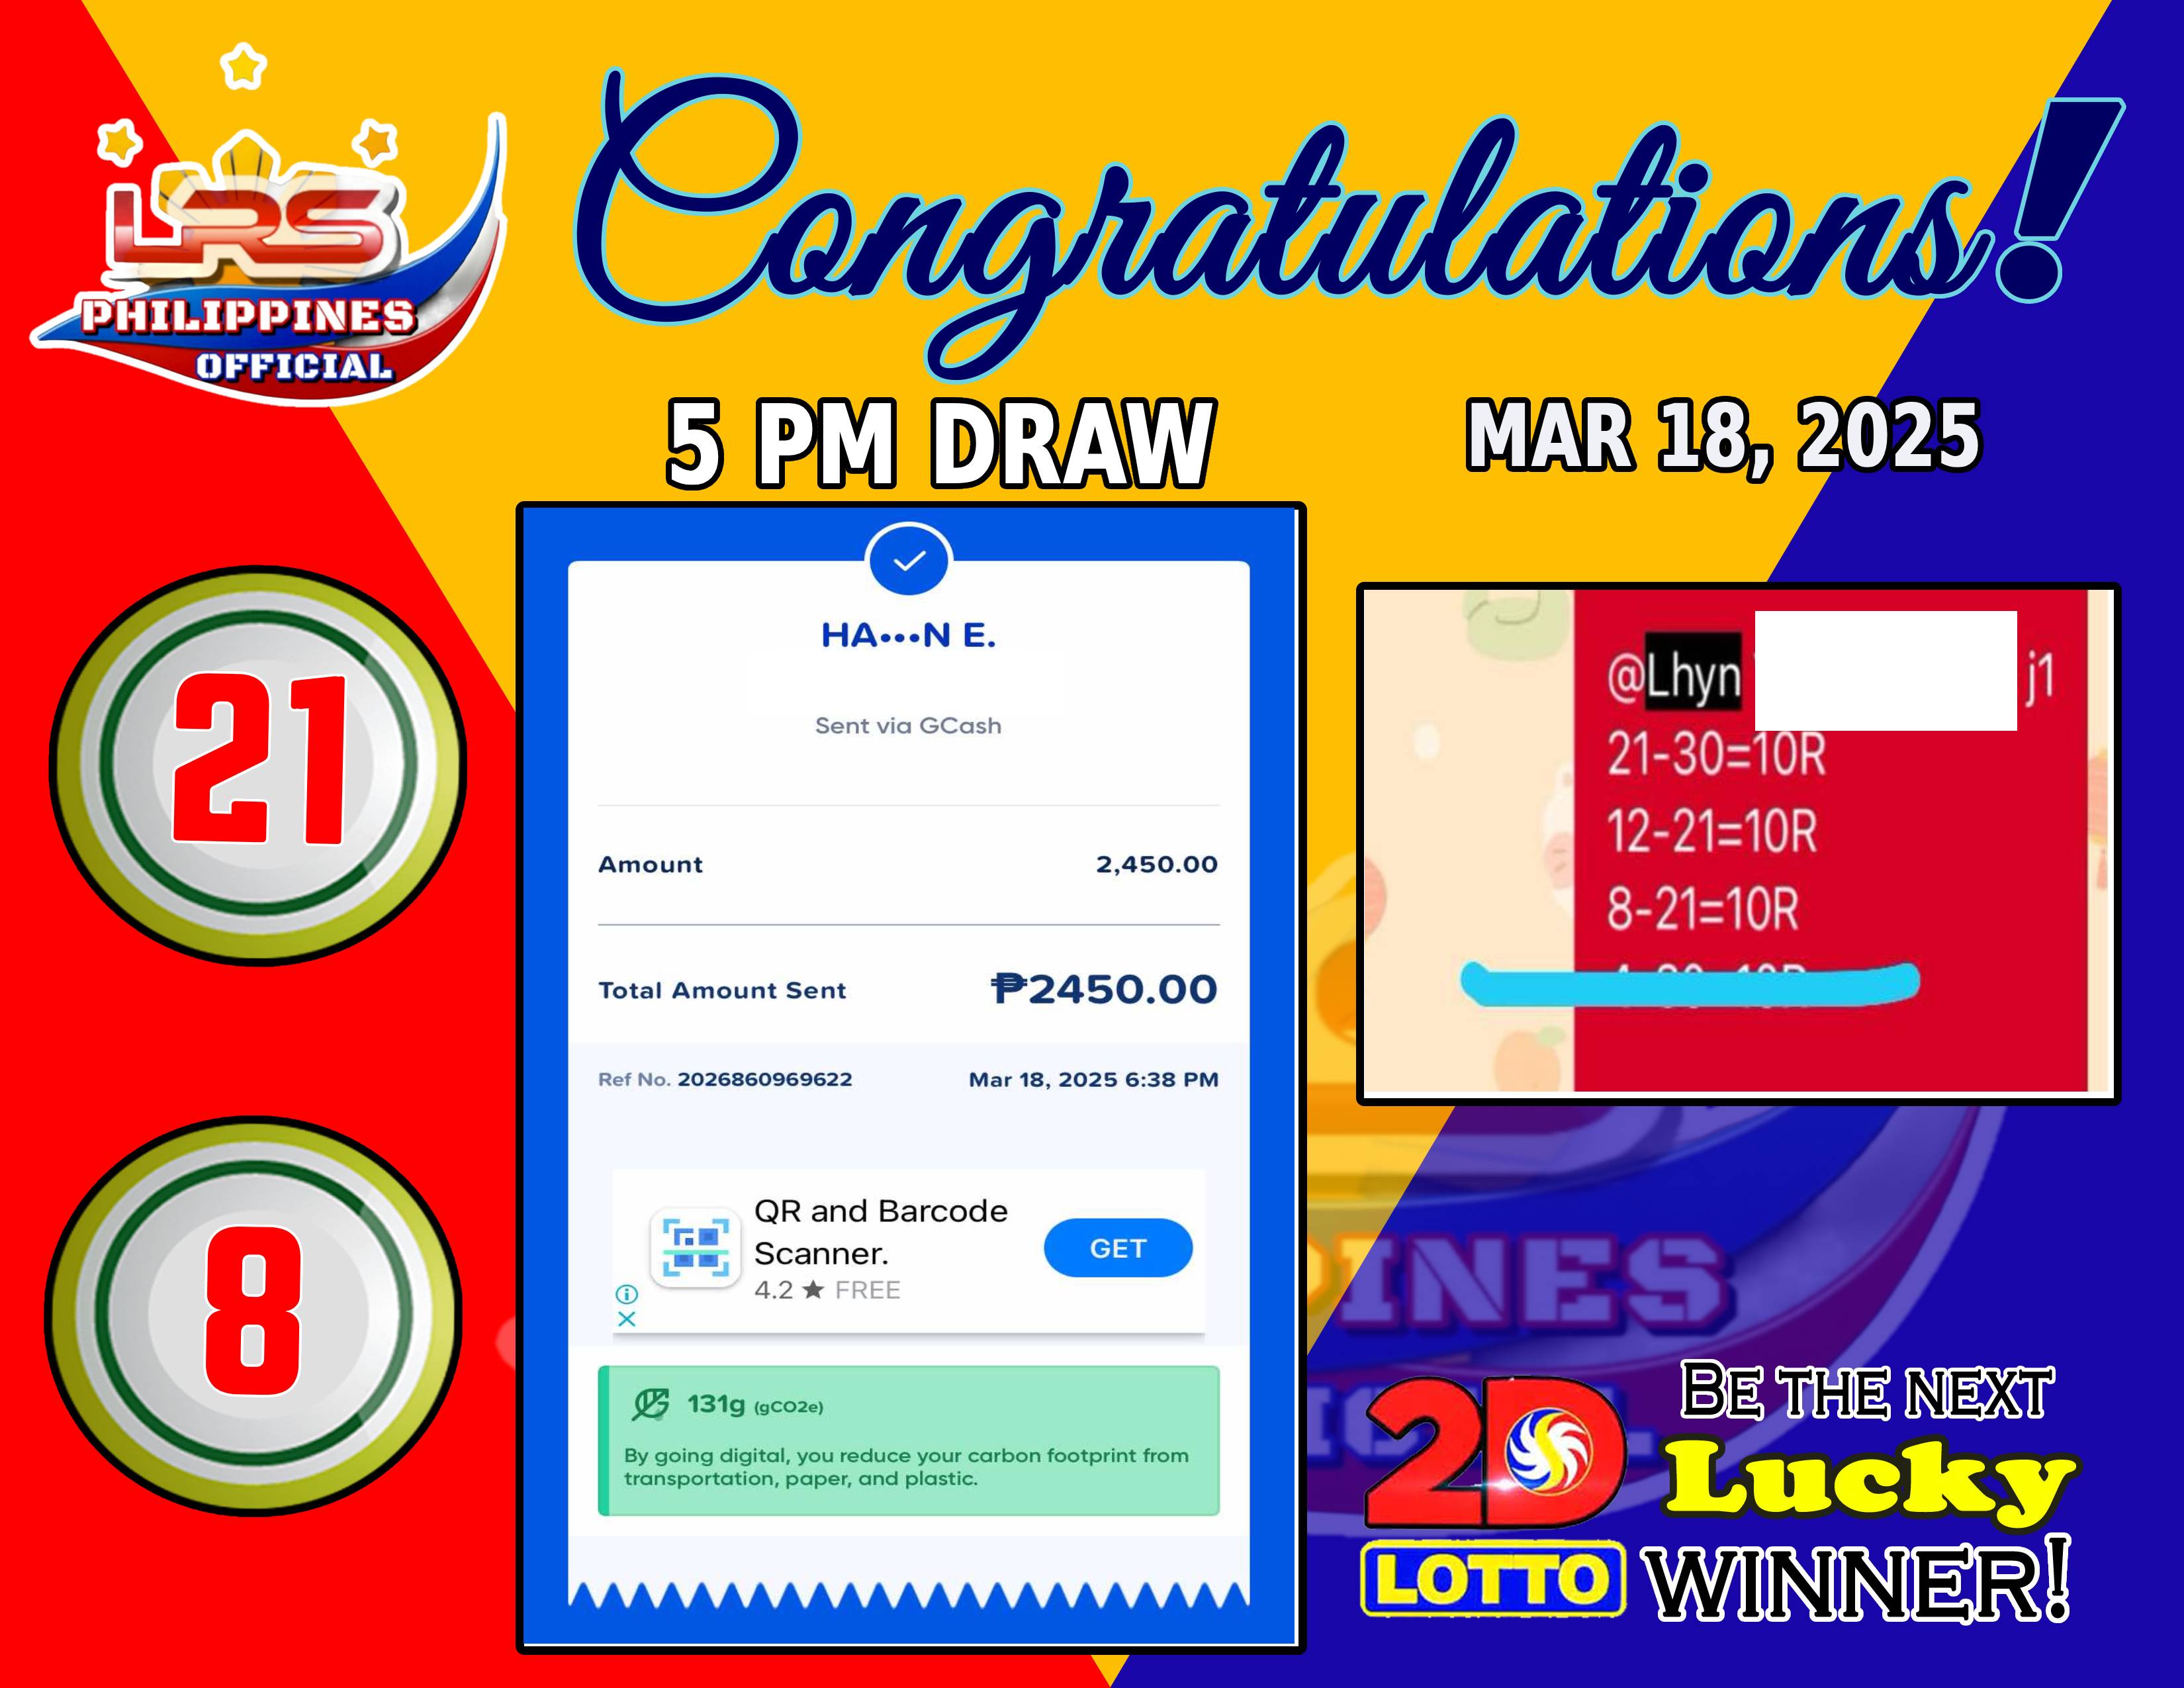 LRS
PHILIPPINES
OFFICIAL
Congratulations!
5 PM DRAW
MAR 18, 2025
21
8
HA•••N E.
Sent via GCash
Amount 2,450.00
Total Amount Sent ₱2450.00
Ref No. 2026860969622 Mar 18, 2025 6:38 PM
QR and Barcode
Scanner.
4.2 ★ FREE
GET
131g (gCO2e)
By going digital, you reduce your carbon footprint from
transportation, paper, and plastic.
@Lhyn j1
21-30=10R
12-21=10R
8-21=10R
PINES
2D
LOTTO
BE THE NEXT
Lucky
WINNER!